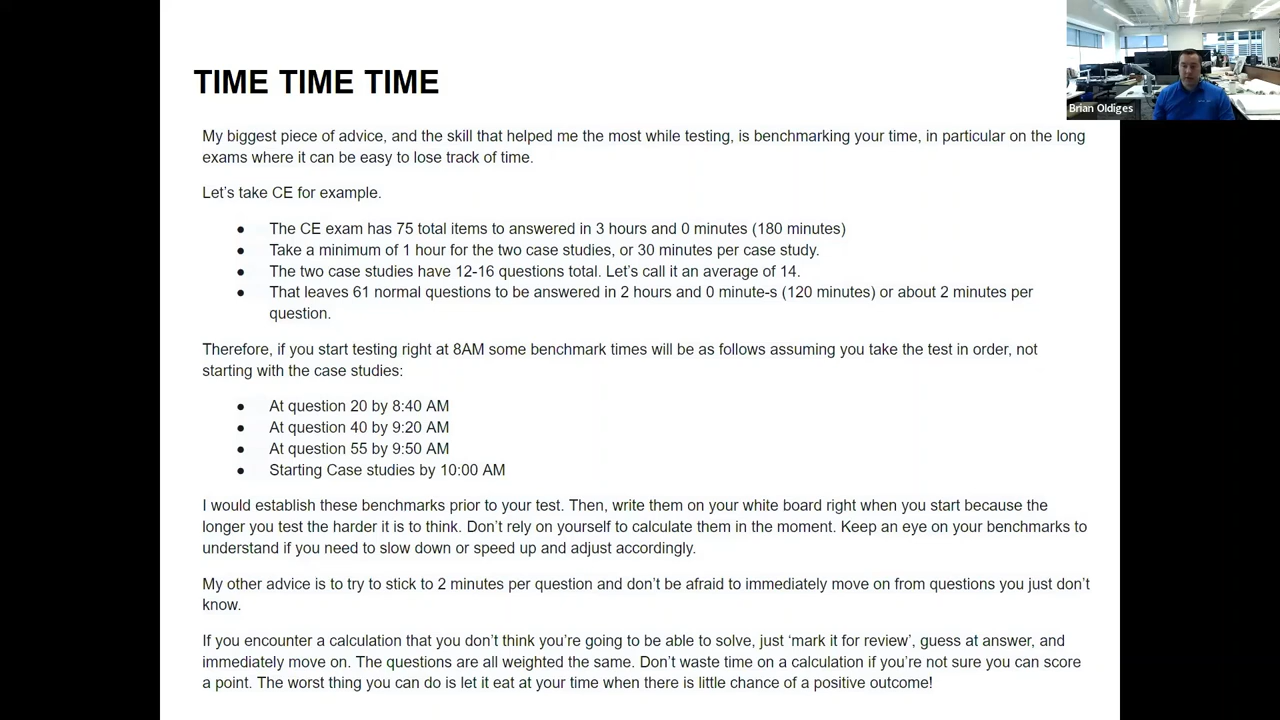 TIME TIME TIME
Brian Oldiges
My biggest piece of advice, and the skill that helped me the most while testing, is benchmarking your time, in particular on the long
exams where it can be easy to lose track of time.
Let's take CE for example.
● The CE exam has 75 total items to answered in 3 hours and 0 minutes (180 minutes)
● Take a minimum of 1 hour for the two case studies, or 30 minutes per case study.
● The two case studies have 12-16 questions total. Let's call it an average of 14.
● That leaves 61 normal questions to be answered in 2 hours and 0 minute-s (120 minutes) or about 2 minutes per
question.
Therefore, if you start testing right at 8AM some benchmark times will be as follows assuming you take the test in order, not
starting with the case studies:
● At question 20 by 8:40 AM
● At question 40 by 9:20 AM
● At question 55 by 9:50 AM
● Starting Case studies by 10:00 AM
I would establish these benchmarks prior to your test. Then, write them on your white board right when you start because the
longer you test the harder it is to think. Don't rely on yourself to calculate them in the moment. Keep an eye on your benchmarks to
understand if you need to slow down or speed up and adjust accordingly.
My other advice is to try to stick to 2 minutes per question and don't be afraid to immediately move on from questions you just don't
know.
If you encounter a calculation that you don't think you're going to be able to solve, just 'mark it for review', guess at answer, and
immediately move on. The questions are all weighted the same. Don't waste time on a calculation if you're not sure you can score
a point. The worst thing you can do is let it eat at your time when there is little chance of a positive outcome!